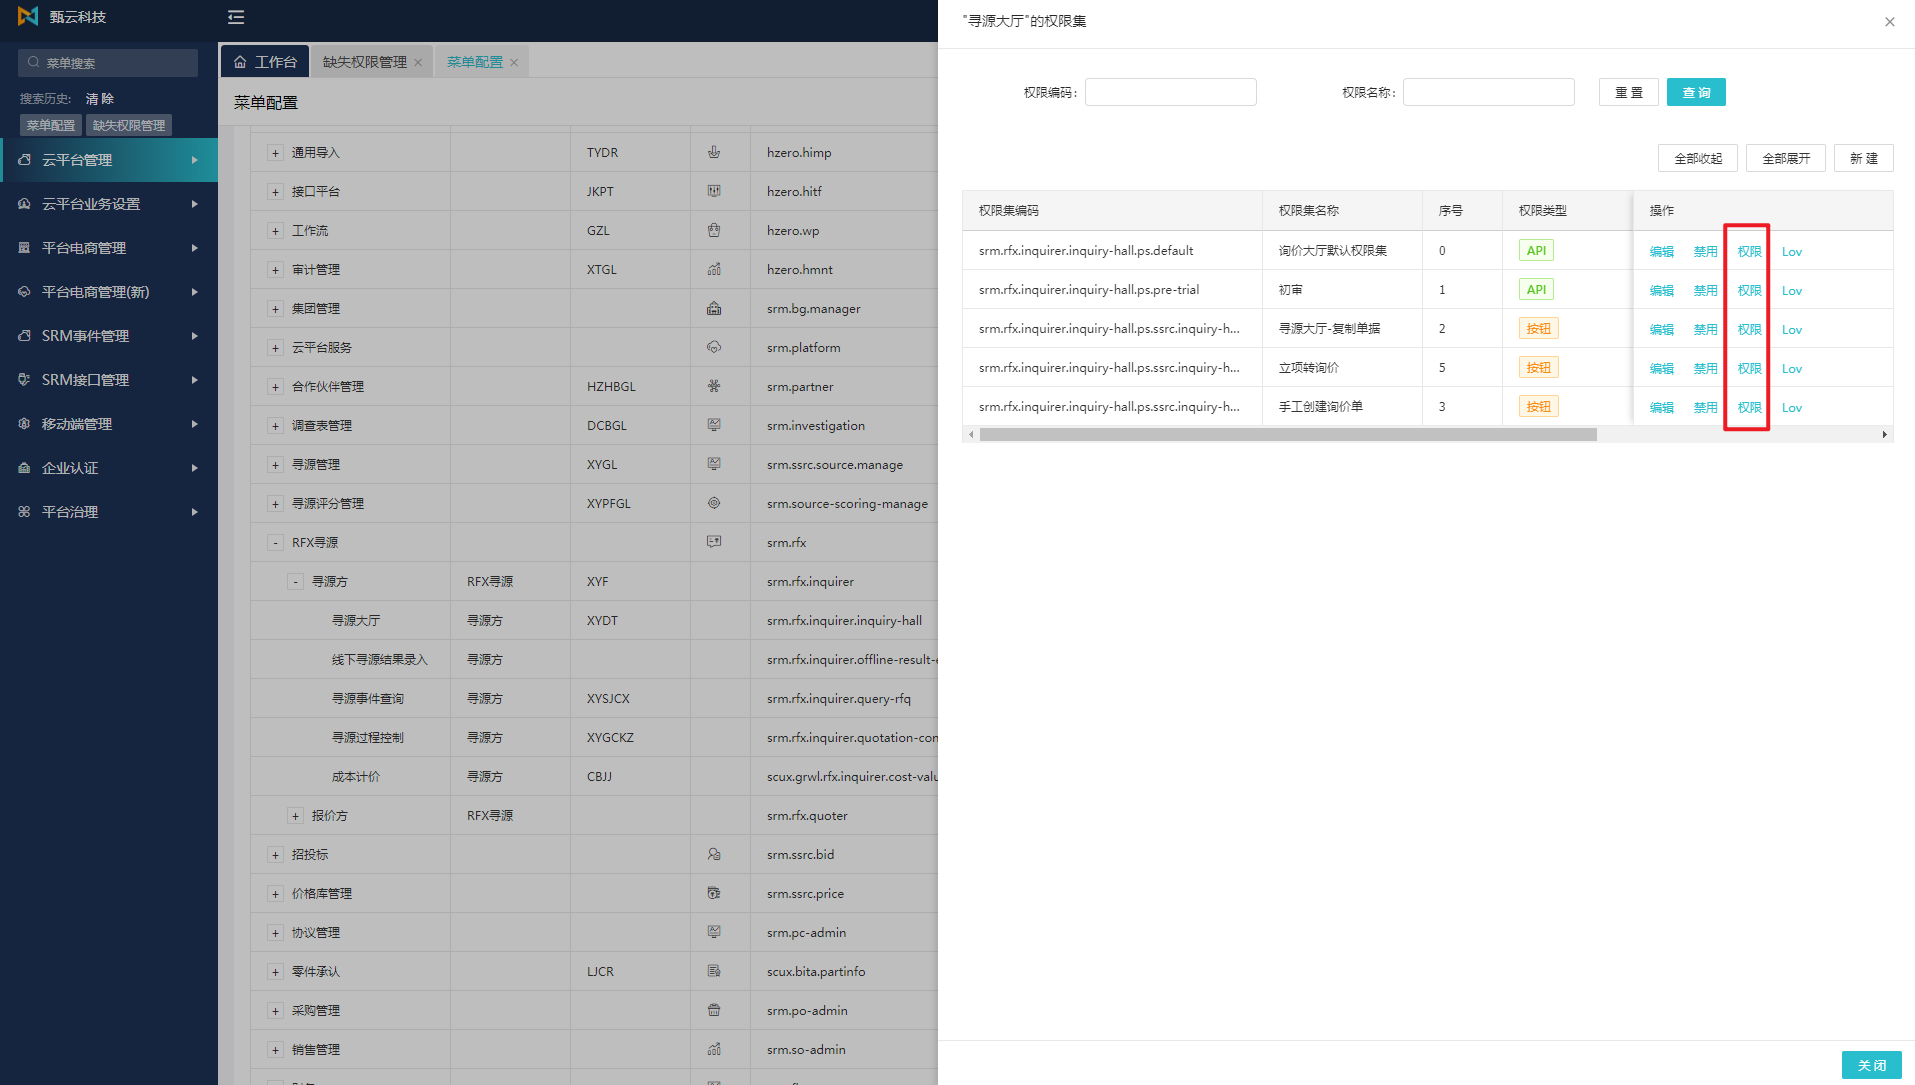 甄云科技
菜单搜索
搜索历史: 清 除
菜单配置 缺失权限管理
云平台管理
云平台业务设置
平台电商管理
平台电商管理(新)
SRM事件管理
SRM接口管理
移动端管理
企业认证
平台治理
工作台 缺失权限管理 菜单配置
菜单配置
+ 通用导入 TYDR hzero.himp
+ 接口平台 JKPT hzero.hitf
+ 工作流 GZL hzero.wp
+ 审计管理 XTGL hzero.hmnt
+ 集团管理 srm.bg.manager
+ 云平台服务 srm.platform
+ 合作伙伴管理 HZHBGL srm.partner
+ 调查表管理 DCBGL srm.investigation
+ 寻源管理 XYGL srm.ssrc.source.manage
+ 寻源评分管理 XYPFGL srm.source-scoring-manage
- RFX寻源 srm.rfx
- 寻源方 RFX寻源 XYF srm.rfx.inquirer
寻源大厅 寻源方 XYDT srm.rfx.inquirer.inquiry-hall
线下寻源结果录入 寻源方 srm.rfx.inquirer.offline-result-
寻源事件查询 寻源方 XYSJCX srm.rfx.inquirer.query-rfq
寻源过程控制 寻源方 XYGCKZ srm.rfx.inquirer.quotation-con
成本计价 寻源方 CBJJ scux.grwl.rfx.inquirer.cost-valu
+ 报价方 RFX寻源 srm.rfx.quoter
+ 招投标 srm.ssrc.bid
+ 价格库管理 srm.ssrc.price
+ 协议管理 srm.pc-admin
+ 零件承认 LJCR scux.bita.partinfo
+ 采购管理 srm.po-admin
+ 销售管理 srm.so-admin
"寻源大厅"的权限集
权限编码: 权限名称: 重 置 查 询
全部收起 全部展开 新 建
权限集编码 权限集名称 序号 权限类型 操作
srm.rfx.inquirer.inquiry-hall.ps.default 询价大厅默认权限集 0 API 编辑 禁用 权限 Lov
srm.rfx.inquirer.inquiry-hall.ps.pre-trial 初审 1 API 编辑 禁用 权限 Lov
srm.rfx.inquirer.inquiry-hall.ps.ssrc.inquiry-h... 寻源大厅-复制单据 2 按钮 编辑 禁用 权限 Lov
srm.rfx.inquirer.inquiry-hall.ps.ssrc.inquiry-h... 立项转询价 5 按钮 编辑 禁用 权限 Lov
srm.rfx.inquirer.inquiry-hall.ps.ssrc.inquiry-h... 手工创建询价单 3 按钮 编辑 禁用 权限 Lov
关 闭